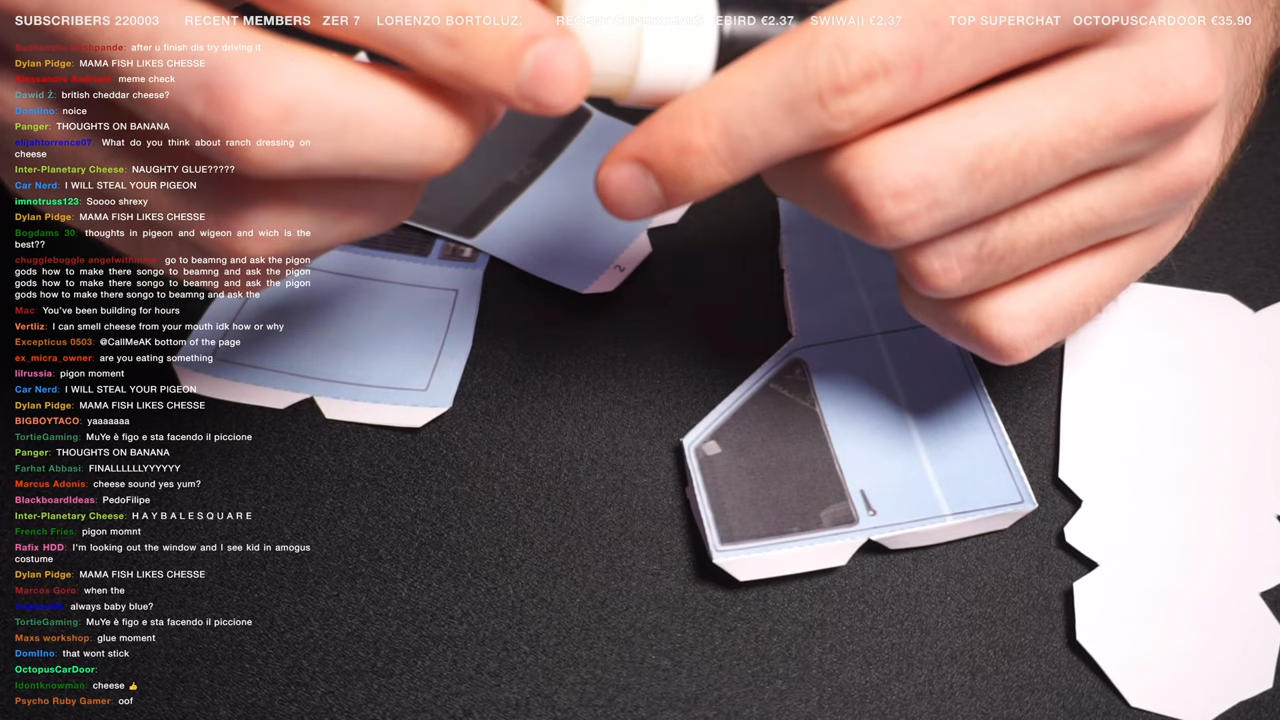 SUBSCRIBERS 220003 RECENT MEMBERS ZER 7 LORENZO BORTOLUZ. RECENT EBIRD €2.37 SWIWAII €2.37 TOP SUPERCHAT OCTOPUSCARDOOR €35.90
after u finish dis try driving it
Dylan Pidge: MAMA FISH LIKES CHESSE
meme check
Dawid Ż: british cheddar cheese?
DomIIno: noice
Panger: THOUGHTS ON BANANA
elijahtorrence07: What do you think about ranch dressing on
cheese
Inter-Planetary Cheese: NAUGHTY GLUE?????
Car Nerd: I WILL STEAL YOUR PIGEON
imnotruss123: Soooo shrexy
Dylan Pidge: MAMA FISH LIKES CHESSE
Bogdams 30: thoughts in pigeon and wigeon and wich is the
best??
chugglebuggle go to beamng and ask the pigon
gods how to make there songo to beamng and ask the pigon
gods how to make there songo to beamng and ask the pigon
gods how to make there songo to beamng and ask the
Mac: You've been building for hours
Vertliz: I can smell cheese from your mouth idk how or why
Excepticus 0503: @CallMeAK bottom of the page
ex_micra_owner: are you eating something
lilrussia: pigon moment
Car Nerd: I WILL STEAL YOUR PIGEON
Dylan Pidge: MAMA FISH LIKES CHESSE
BIGBOYTACO: yaaaaaaa
TortieGaming: MuYe è figo e sta facendo il piccione
Panger: THOUGHTS ON BANANA
Farhat Abbasi: FINALLLLLLYYYYYY
Marcus Adonis: cheese sound yes yum?
BlackboardIdeas: PedoFilipe
Inter-Planetary Cheese: H A Y B A L E S Q U A R E
French Fries: pigon momnt
Rafix HDD: I'm looking out the window and I see kid in amogus
costume
Dylan Pidge: MAMA FISH LIKES CHESSE
Marcos Goro: when the
always baby blue?
TortieGaming: MuYe è figo e sta facendo il piccione
Maxs workshop: glue moment
DomIIno: that wont stick
OctopusCarDoor:
Idontknowman: cheese 👍
Psycho Ruby Gamer: oof
2